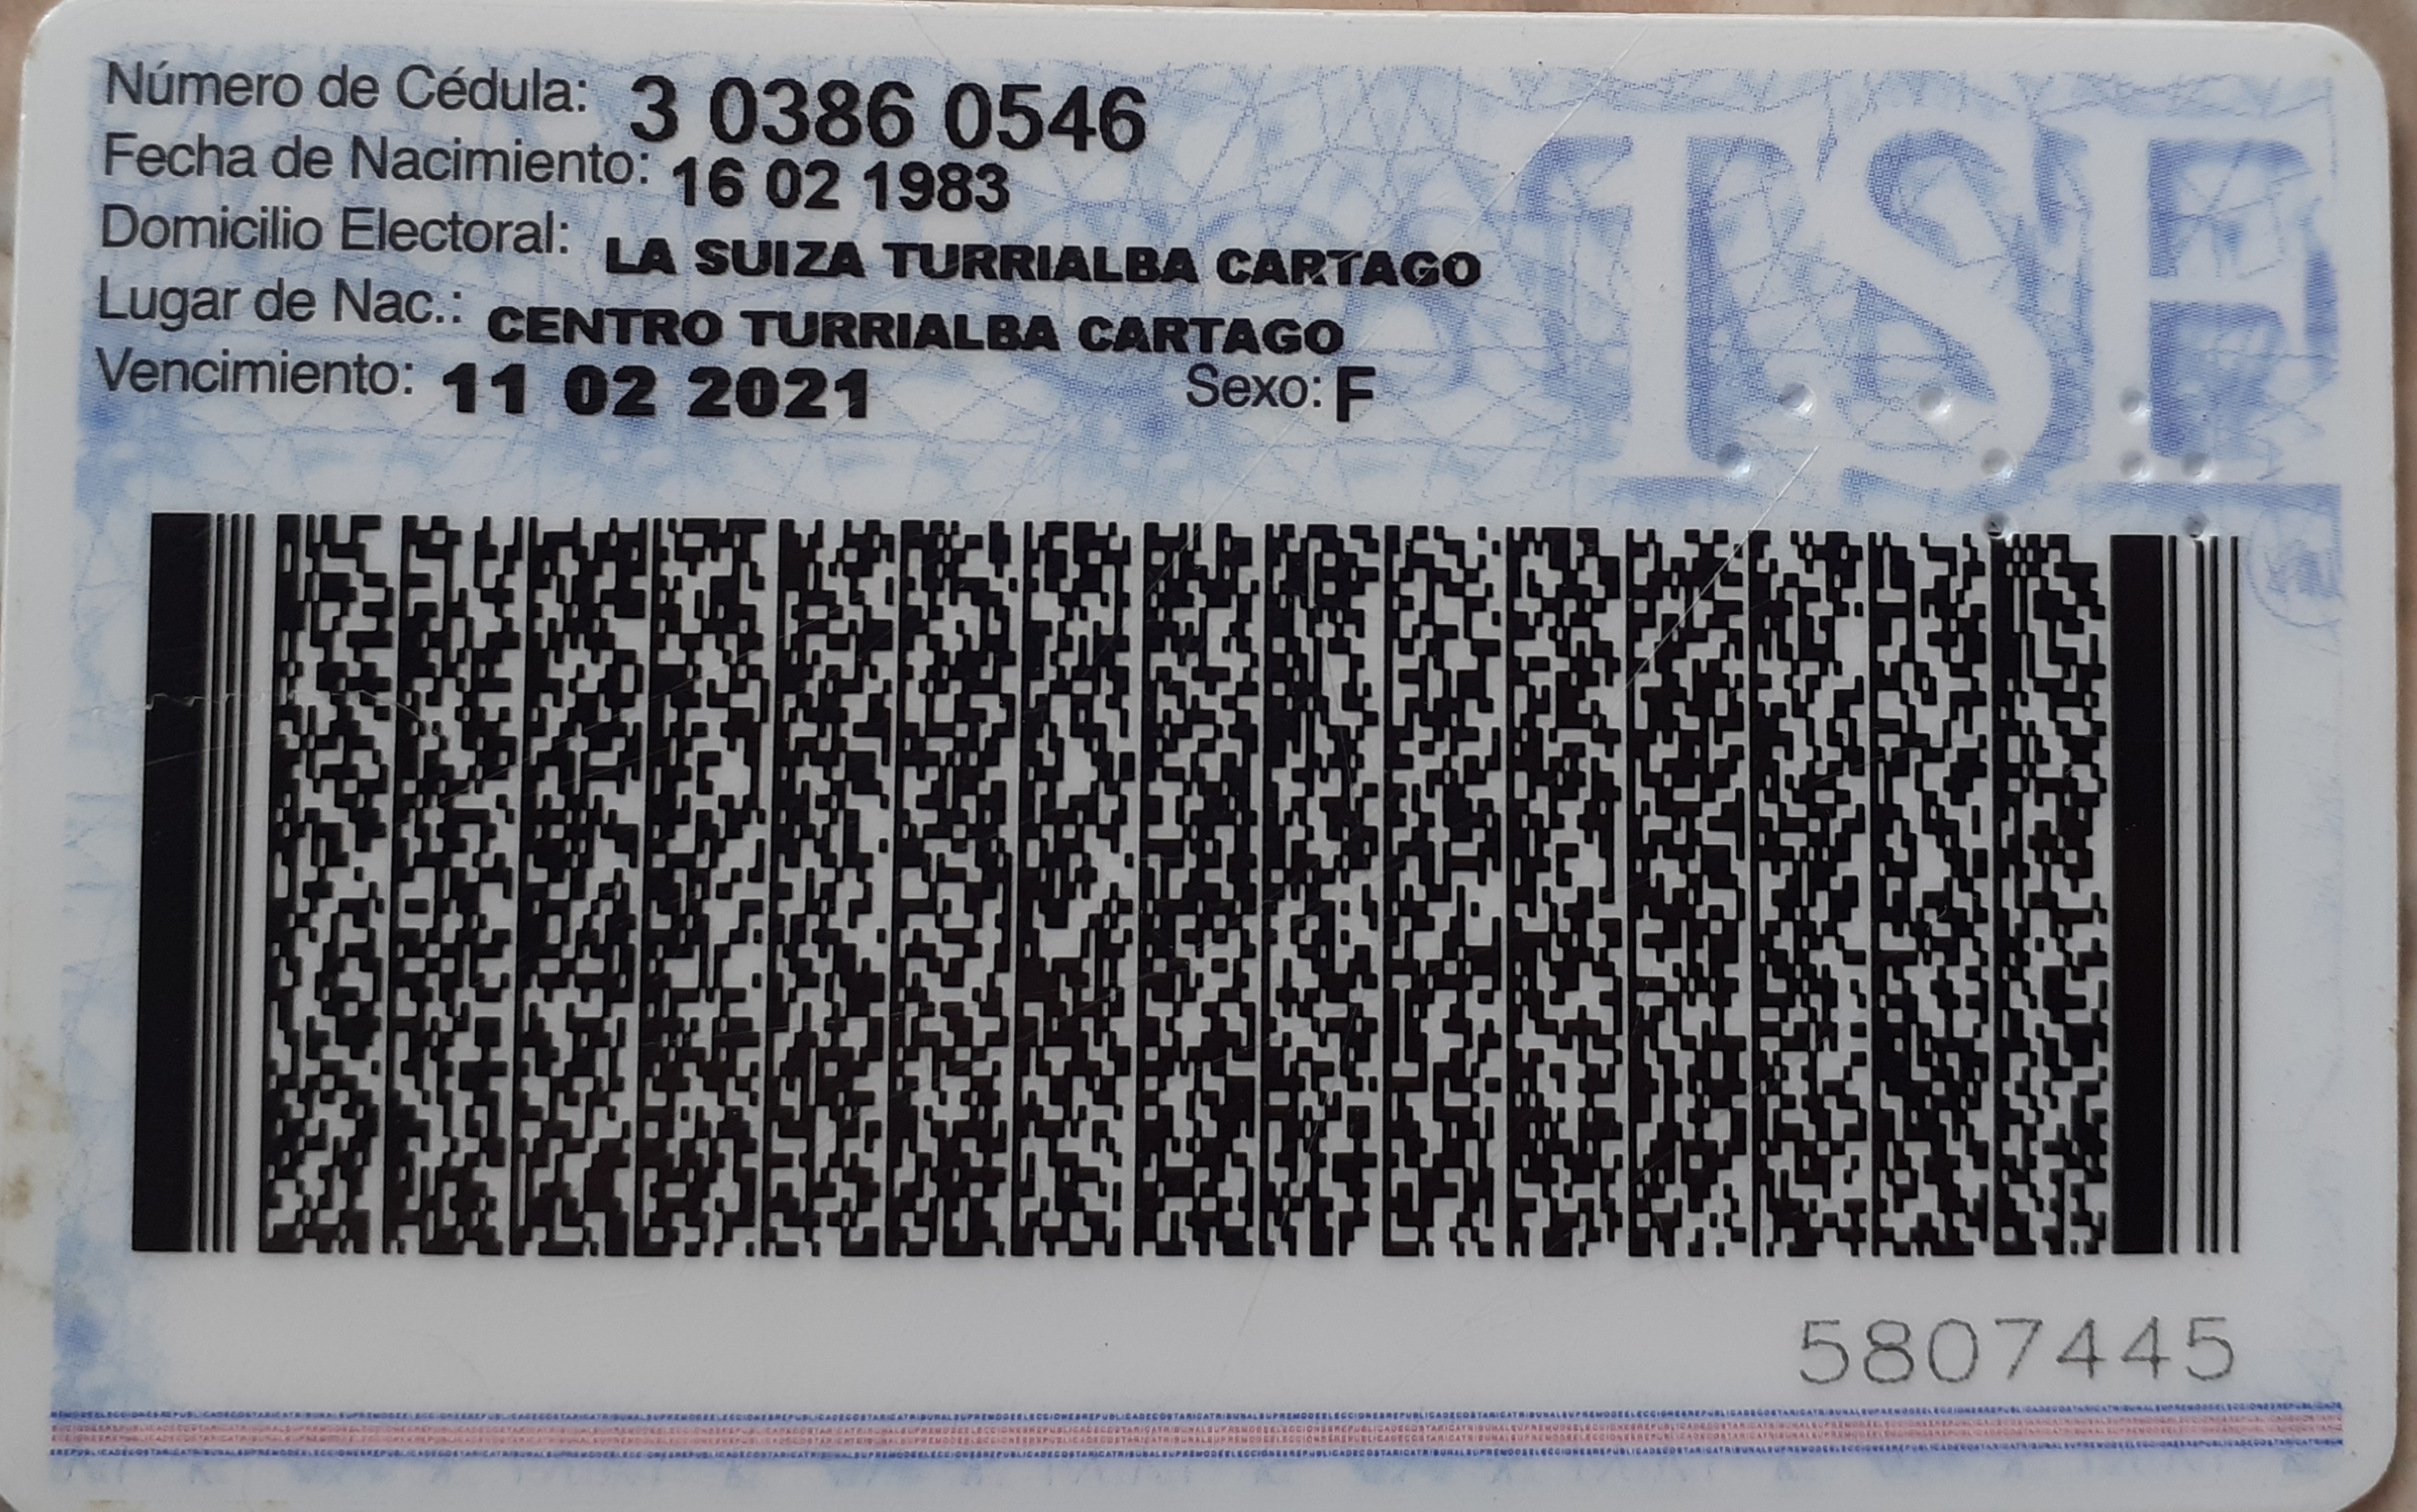 Número de Cédula: 3 0386 0546
Fecha de Nacimiento: 16 02 1983
Domicilio Electoral: LA SUIZA TURRIALBA CARTAGO
Lugar de Nac.: CENTRO TURRIALBA CARTAGO
Vencimiento: 11 02 2021 Sexo: F
TSE
5807445